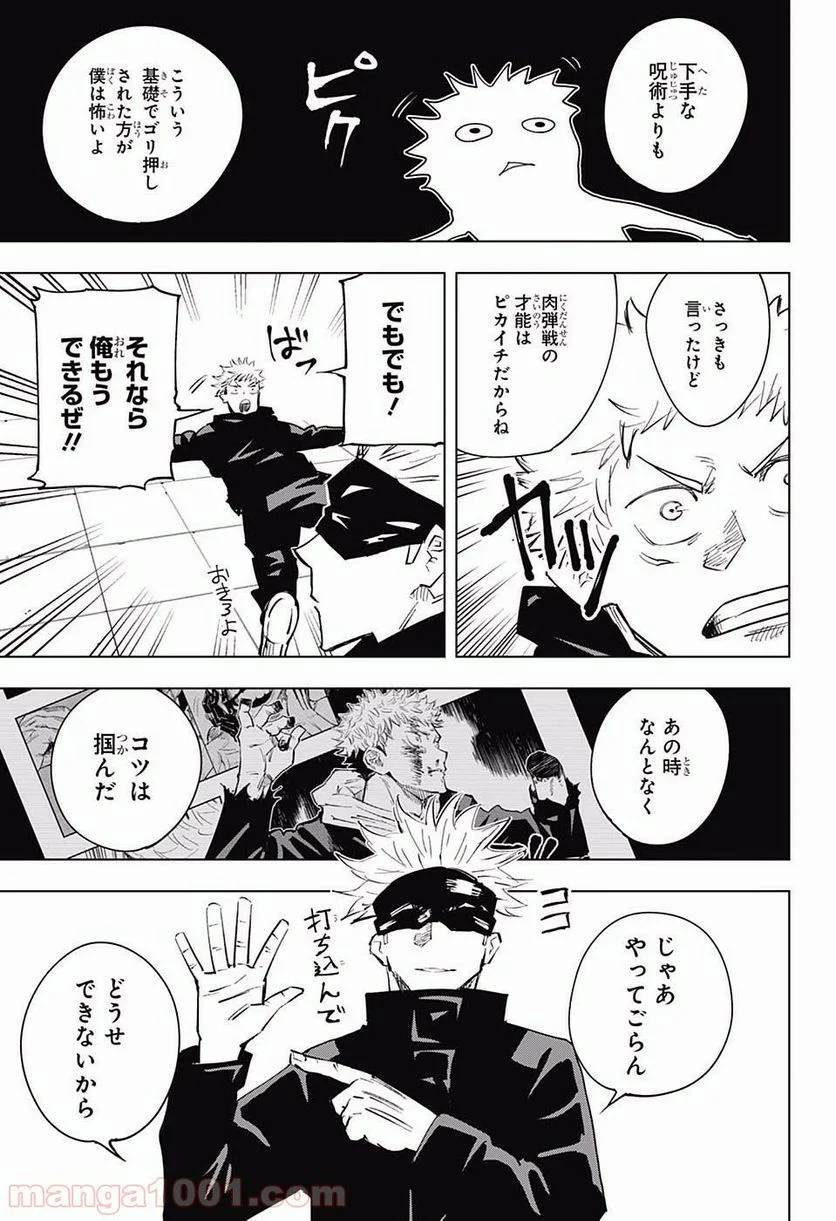 下手な
呪術よりも
ピク
こういう
基礎でゴリ押し
された方が
僕は怖いよ
さっきも
言ったけど
肉弾戦の
才能は
ピカイチだからね
ガバッ
でもでも!
ばっ
それなら
俺もう
できるぜ!!
おきろよ
あの時
なんとなく
コツは
掴んだ
じゃあ
やってごらん
ココ
打ち込んで
どうせ
できないから
manga1001.com